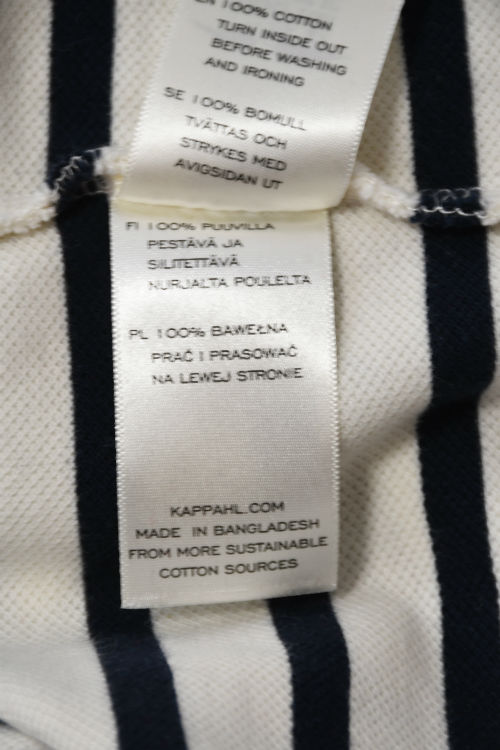 EN 100% COTTON
TURN INSIDE OUT
BEFORE WASHING
AND IRONING
SE 100% BOMULL
TVÄTTAS OCH
STRYKES MED
AVIGSIDAN UT
FI 100% PUUVILLA
PESTÄVÄ JA
SILITETTÄVÄ
NURJALTA POULELTA
PL 100% BAWEŁNA
PRAĆ I PRASOWAĆ
NA LEWEJ STRONIE
KAPPAHL.COM
MADE IN BANGLADESH
FROM MORE SUSTAINABLE
COTTON SOURCES